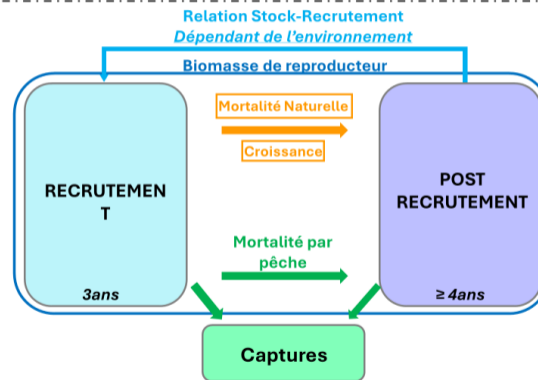 Relation Stock-Recrutement
Dépendant de l'environnement
Biomasse de reproducteur
Mortalité Naturelle
Croissance
RECRUTEMEN
T
POST
RECRUTEMENT
Mortalité par
pêche
3ans
≥ 4ans
Captures